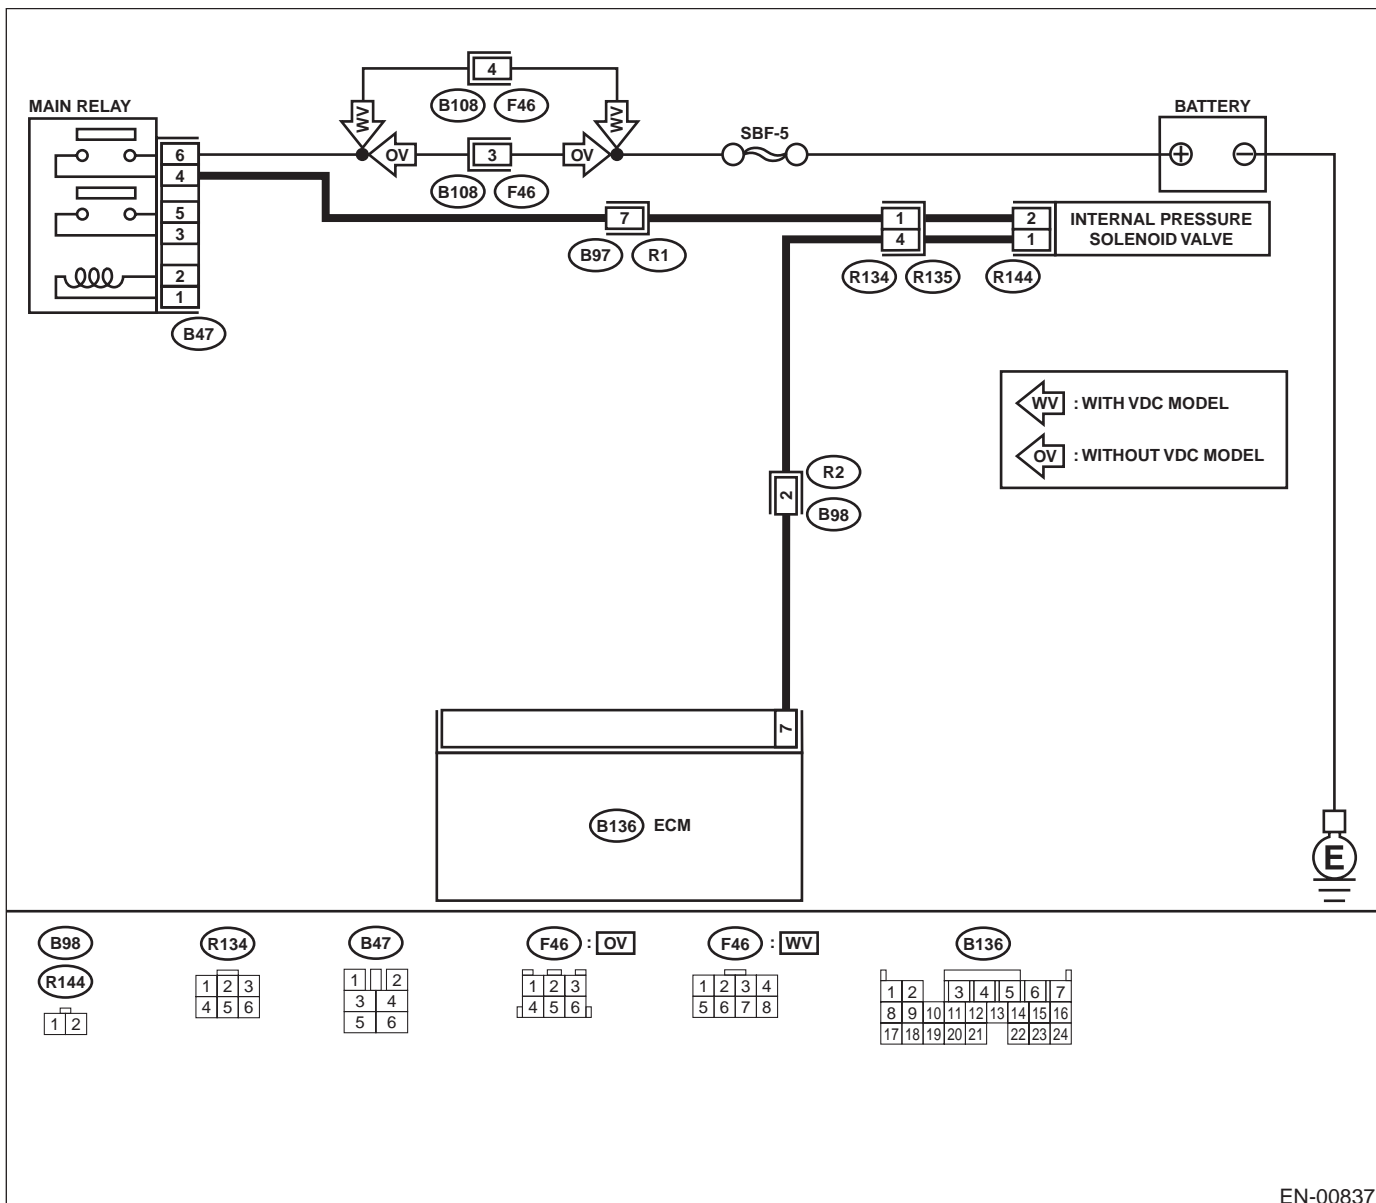 4
B108 F46
WV WV
MAIN RELAY
SBF-5
BATTERY
6
OV 3 OV
4
B108 F46
5
3
7
1 2
INTERNAL PRESSURE
SOLENOID VALVE
4 1
B97 R1
R134 R135 R144
2
1
B47
WV : WITH VDC MODEL
OV : WITHOUT VDC MODEL
R2
2
B98
7
B136 ECM
E
B98
R144
1 2
R134
1 2 3
4 5 6
B47
1 2
3 4
5 6
F46 : OV
1 2 3
4 5 6
F46 : WV
1 2 3 4
5 6 7 8
B136
1 2 3 4 5 6 7
8 9 10 11 12 13 14 15 16
17 18 19 20 21 22 23 24
EN-00837